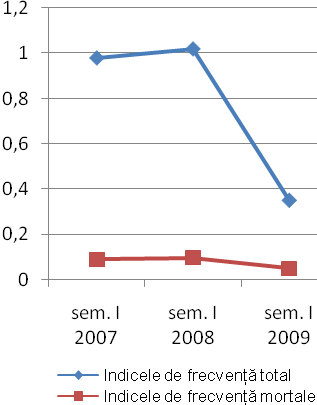 1,2
1
0,8
0,6
0,4
0,2
0
sem. I sem. I sem. I
2007 2008 2009
Indicele de frecvență total
Indicele de frecvență mortale